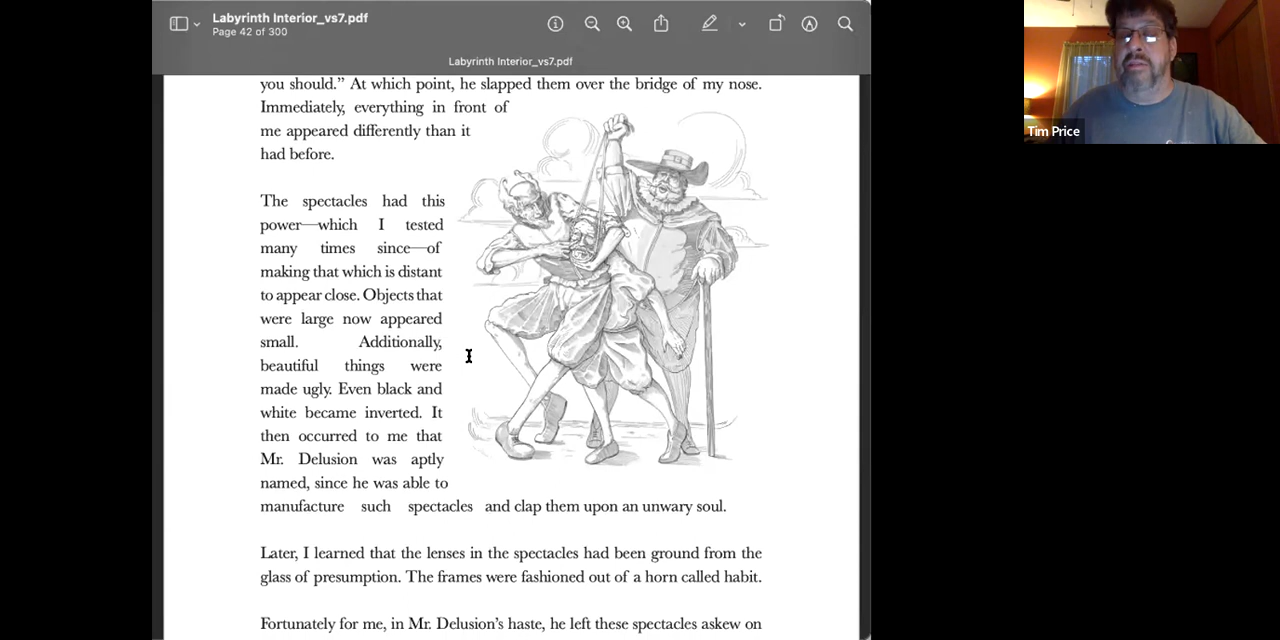 Labyrinth Interior_vs7.pdf
Page 42 of 300
Labyrinth Interior_vs7.pdf
you should.” At which point, he slapped them over the bridge of my nose.
Immediately, everything in front of
me appeared differently than it
had before.
The spectacles had this
power—which I tested
many times since—of
making that which is distant
to appear close. Objects that
were large now appeared
small. Additionally,
beautiful things were
made ugly. Even black and
white became inverted. It
then occurred to me that
Mr. Delusion was aptly
named, since he was able to
manufacture such spectacles and clap them upon an unwary soul.
Later, I learned that the lenses in the spectacles had been ground from the
glass of presumption. The frames were fashioned out of a horn called habit.
Fortunately for me, in Mr. Delusion’s haste, he left these spectacles askew on
Tim Price